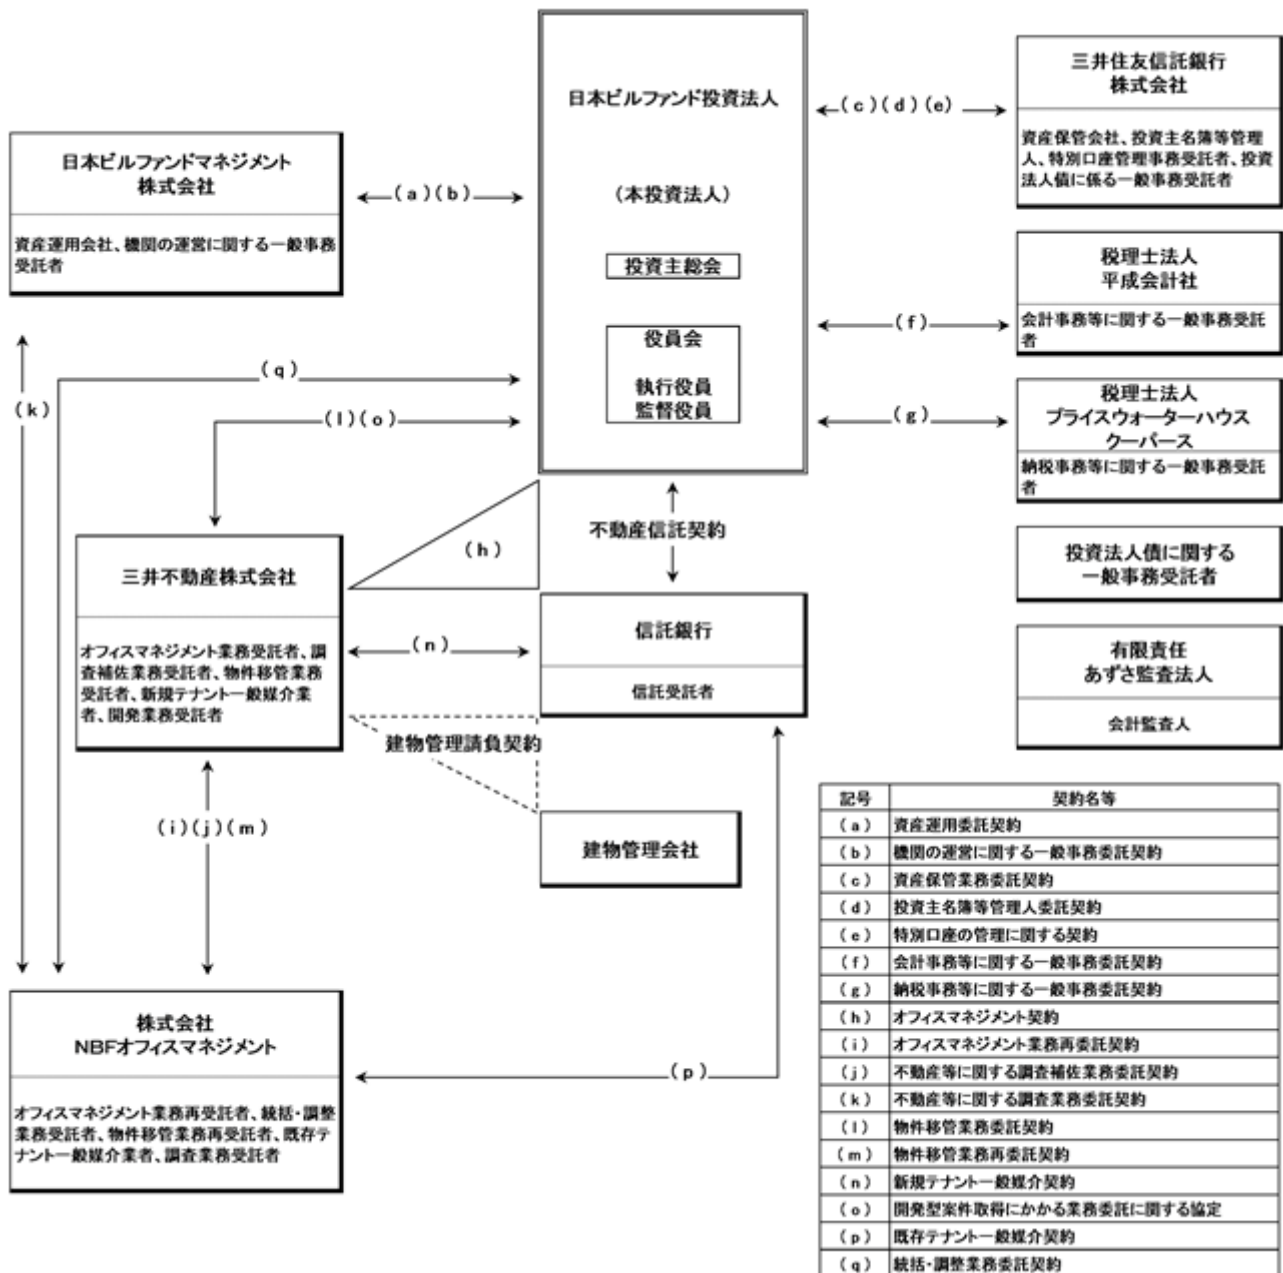 日本ビルファンド投資法人
(本投資法人)
投資主総会
役員会
執行役員
監督役員
日本ビルファンドマネジメント
株式会社
資産運用会社、機関の運営に関する一般事務
受託者
(a)(b)
(c)(d)(e)
三井住友信託銀行
株式会社
資産保管会社、投資主名簿等管理
人、特別口座管理事務受託者、投資
法人債に係る一般事務受託者
(f)
税理士法人
平成会計社
会計事務等に関する一般事務受託
者
(g)
税理士法人
プライスウォーターハウス
クーパース
納税事務等に関する一般事務受託
者
投資法人債に関する
一般事務受託者
有限責任
あずさ監査法人
会計監査人
(k)
(q)
(l)(o)
(h)
不動産信託契約
三井不動産株式会社
オフィスマネジメント業務受託者、調
査補佐業務受託者、物件移管業務
受託者、新規テナント一般媒介業
者、開発業務受託者
(n)
信託銀行
信託受託者
建物管理請負契約
建物管理会社
(i)(j)(m)
(p)
株式会社
NBFオフィスマネジメント
オフィスマネジメント業務再受託者、統括・調整
業務受託者、物件移管業務再受託者、既存テ
ナント一般媒介業者、調査業務受託者
記号 契約名等
(a) 資産運用委託契約
(b) 機関の運営に関する一般事務委託契約
(c) 資産保管業務委託契約
(d) 投資主名簿等管理人委託契約
(e) 特別口座の管理に関する契約
(f) 会計事務等に関する一般事務委託契約
(g) 納税事務等に関する一般事務委託契約
(h) オフィスマネジメント契約
(i) オフィスマネジメント業務再委託契約
(j) 不動産等に関する調査補佐業務委託契約
(k) 不動産等に関する調査業務委託契約
(l) 物件移管業務委託契約
(m) 物件移管業務再委託契約
(n) 新規テナント一般媒介契約
(o) 開発型案件取得にかかる業務委託に関する協定
(p) 既存テナント一般媒介契約
(q) 統括・調整業務委託契約